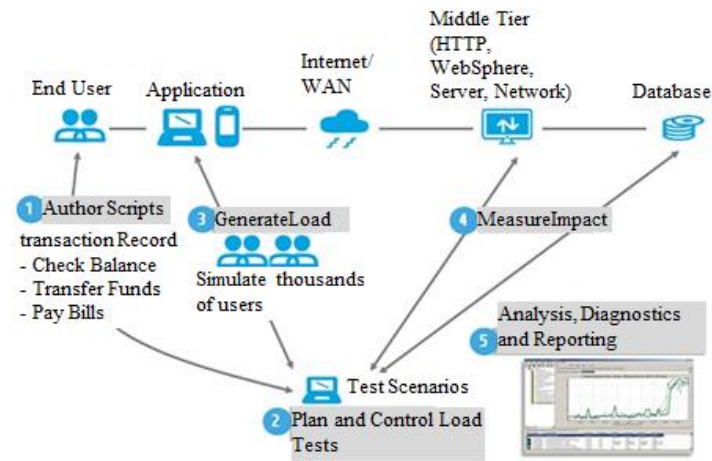 End User
Application
Internet/
WAN
Middle Tier
(HTTP,
WebSphere,
Server, Network)
Database
1 Author Scripts
transaction Record
- Check Balance
- Transfer Funds
- Pay Bills
3 GenerateLoad
Simulate thousands
of users
4 MeasureImpact
5 Analysis, Diagnostics
and Reporting
Test Scenarios
2 Plan and Control Load
Tests